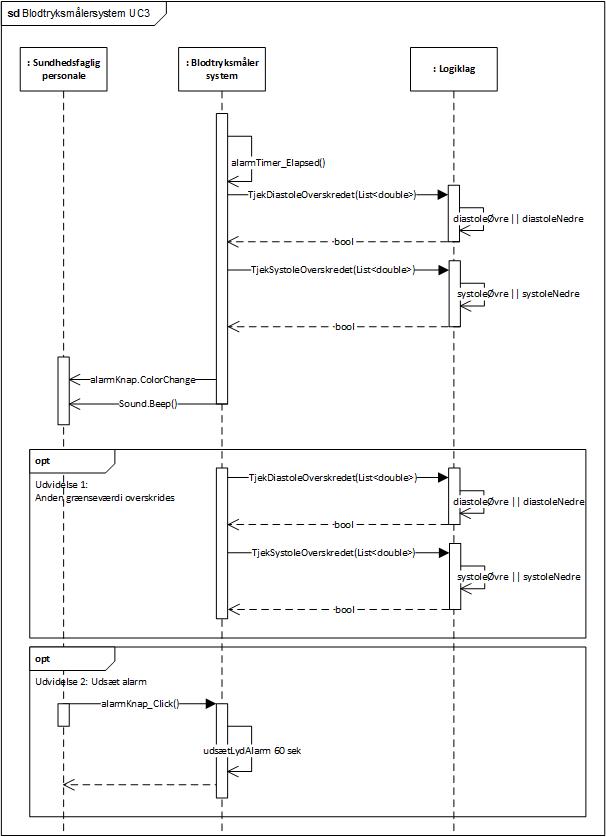 sd Blodtryksmålersystem UC3
: Sundhedsfaglig
personale
: Blodtryksmåler
system
: Logiklag
alarmTimer_Elapsed()
TjekDiastoleOverskredet(List<double>)
diastoleØvre || diastoleNedre
bool
TjekSystoleOverskredet(List<double>)
systoleØvre || systoleNedre
bool
alarmKnap.ColorChange
Sound.Beep()
opt
Udvidelse 1:
Anden grænseværdi overskrides
TjekDiastoleOverskredet(List<double>)
diastoleØvre || diastoleNedre
bool
TjekSystoleOverskredet(List<double>)
systoleØvre || systoleNedre
bool
opt
Udvidelse 2: Udsæt alarm
alarmKnap_Click()
udsætLydAlarm 60 sek